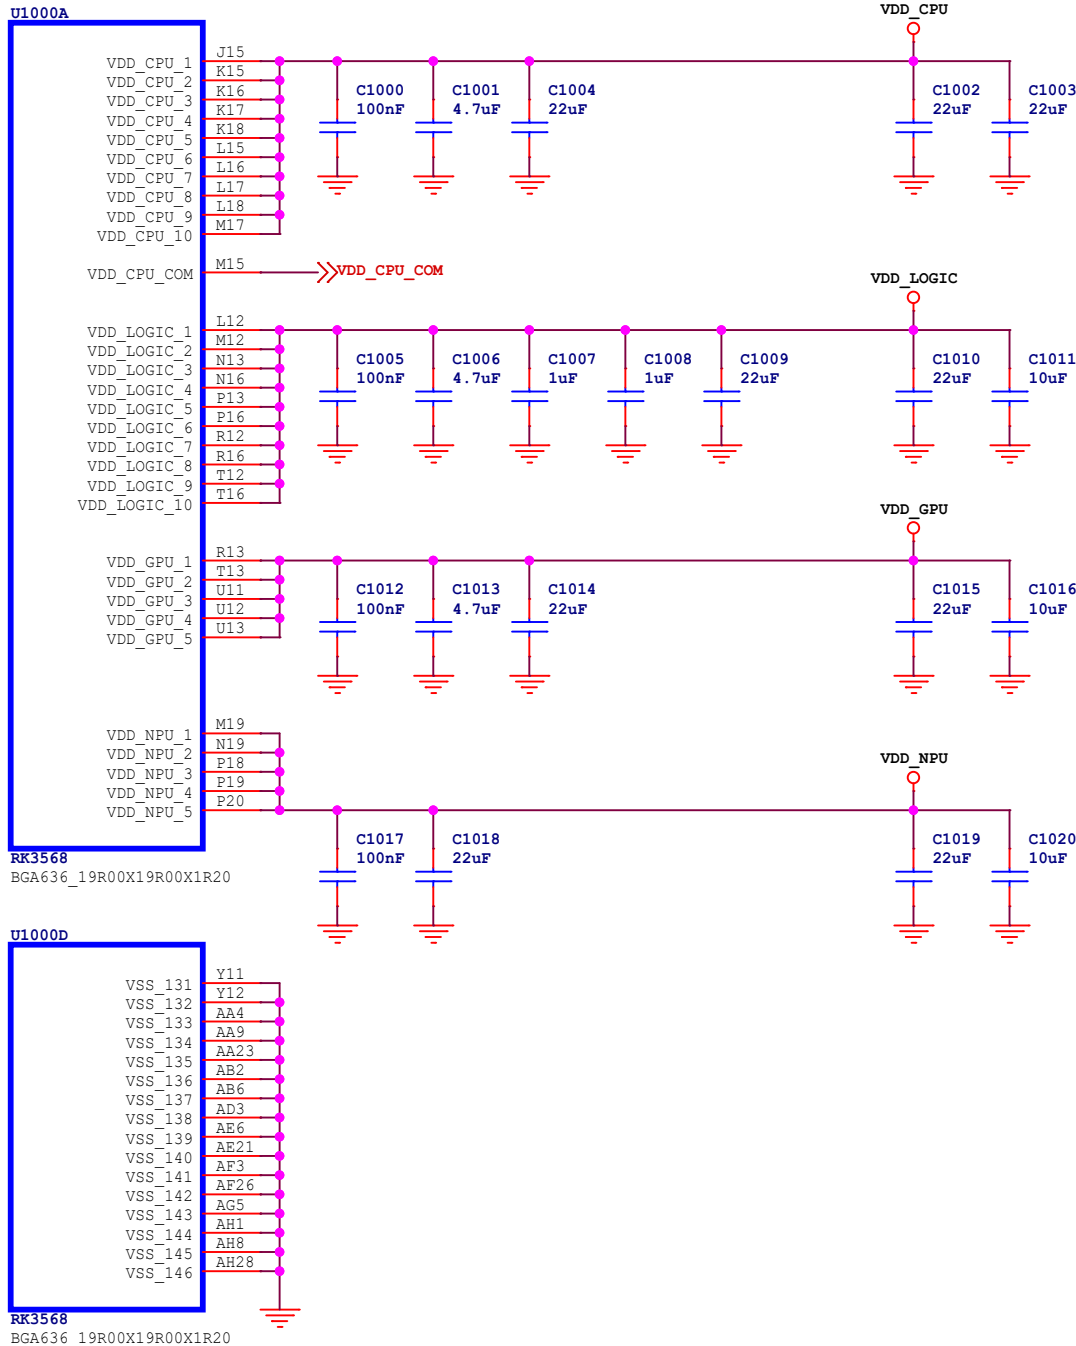 U1000A
VDD_CPU
VDD_CPU_1 J15
VDD_CPU_2 K15
VDD_CPU_3 K16
VDD_CPU_4 K17
VDD_CPU_5 K18
VDD_CPU_6 L15
VDD_CPU_7 L16
VDD_CPU_8 L17
VDD_CPU_9 L18
VDD_CPU_10 M17
C1000 C1001 C1004 C1002 C1003
100nF 4.7uF 22uF 22uF 22uF
VDD_CPU_COM M15 VDD_CPU_COM
VDD_LOGIC
VDD_LOGIC_1 L12
VDD_LOGIC_2 M12
VDD_LOGIC_3 N13
VDD_LOGIC_4 N16
VDD_LOGIC_5 P13
VDD_LOGIC_6 P16
VDD_LOGIC_7 R12
VDD_LOGIC_8 R16
VDD_LOGIC_9 T12
VDD_LOGIC_10 T16
C1005 C1006 C1007 C1008 C1009 C1010 C1011
100nF 4.7uF 1uF 1uF 22uF 22uF 10uF
VDD_GPU
VDD_GPU_1 R13
VDD_GPU_2 T13
VDD_GPU_3 U11
VDD_GPU_4 U12
VDD_GPU_5 U13
C1012 C1013 C1014 C1015 C1016
100nF 4.7uF 22uF 22uF 10uF
VDD_NPU_1 M19
VDD_NPU_2 N19
VDD_NPU_3 P18
VDD_NPU_4 P19
VDD_NPU_5 P20
VDD_NPU
C1017 C1018 C1019 C1020
100nF 22uF 22uF 10uF
RK3568
BGA636_19R00X19R00X1R20
U1000D
VSS_131 Y11
VSS_132 Y12
VSS_133 AA4
VSS_134 AA9
VSS_135 AA23
VSS_136 AB2
VSS_137 AB6
VSS_138 AD3
VSS_139 AE6
VSS_140 AE21
VSS_141 AF3
VSS_142 AF26
VSS_143 AG5
VSS_144 AH1
VSS_145 AH8
VSS_146 AH28
RK3568
BGA636 19R00X19R00X1R20